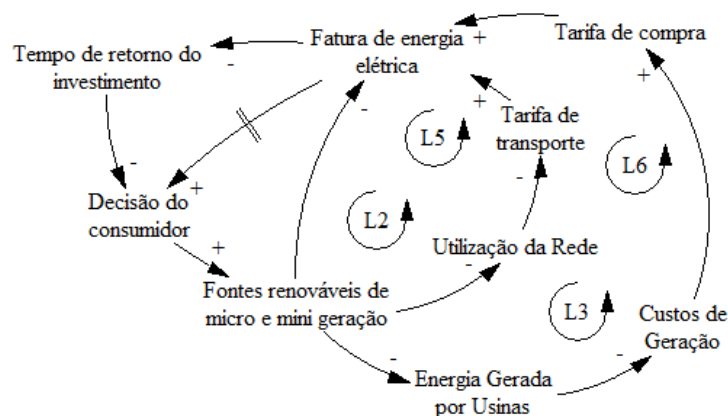 Tempo de retorno do
investimento
-
Fatura de energia
elétrica
+
Tarifa de compra
+
-
+
Tarifa de
transporte
L5
L6
-
-
+
Decisão do
consumidor
+
L2
Utilização da Rede
-
Fontes renováveis de
micro e mini geração
L3
Custos de
Geração
-
-
Energia Gerada
por Usinas